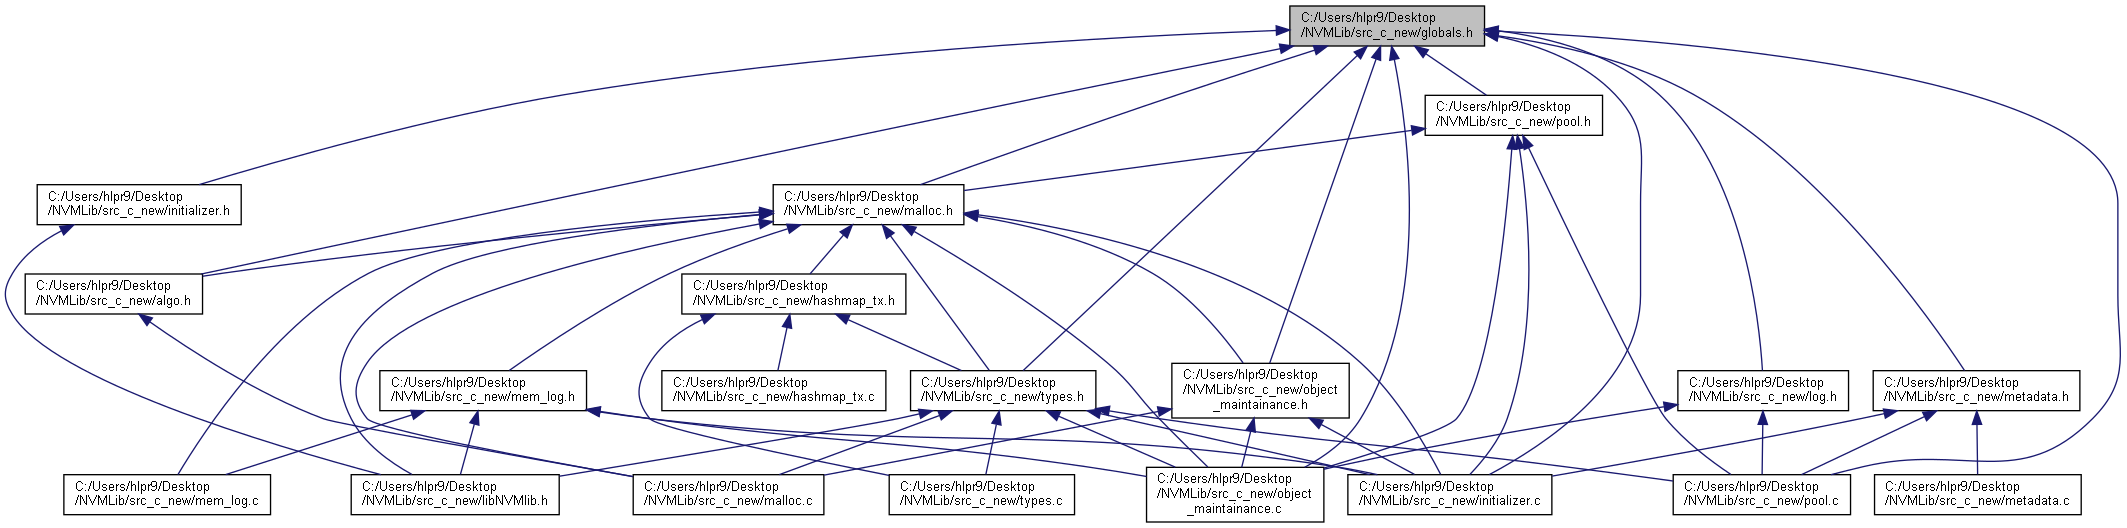 C:/Users/hlpr9/Desktop
/NVMLib/src_c_new/globals.h
C:/Users/hlpr9/Desktop
/NVMLib/src_c_new/pool.h
C:/Users/hlpr9/Desktop
/NVMLib/src_c_new/initializer.h
C:/Users/hlpr9/Desktop
/NVMLib/src_c_new/malloc.h
C:/Users/hlpr9/Desktop
/NVMLib/src_c_new/algo.h
C:/Users/hlpr9/Desktop
/NVMLib/src_c_new/hashmap_tx.h
C:/Users/hlpr9/Desktop
/NVMLib/src_c_new/mem_log.h
C:/Users/hlpr9/Desktop
/NVMLib/src_c_new/hashmap_tx.c
C:/Users/hlpr9/Desktop
/NVMLib/src_c_new/types.h
C:/Users/hlpr9/Desktop
/NVMLib/src_c_new/object
_maintainance.h
C:/Users/hlpr9/Desktop
/NVMLib/src_c_new/log.h
C:/Users/hlpr9/Desktop
/NVMLib/src_c_new/metadata.h
C:/Users/hlpr9/Desktop
/NVMLib/src_c_new/mem_log.c
C:/Users/hlpr9/Desktop
/NVMLib/src_c_new/libNVMlib.h
C:/Users/hlpr9/Desktop
/NVMLib/src_c_new/malloc.c
C:/Users/hlpr9/Desktop
/NVMLib/src_c_new/types.c
C:/Users/hlpr9/Desktop
/NVMLib/src_c_new/object
_maintainance.c
C:/Users/hlpr9/Desktop
/NVMLib/src_c_new/initializer.c
C:/Users/hlpr9/Desktop
/NVMLib/src_c_new/pool.c
C:/Users/hlpr9/Desktop
/NVMLib/src_c_new/metadata.c